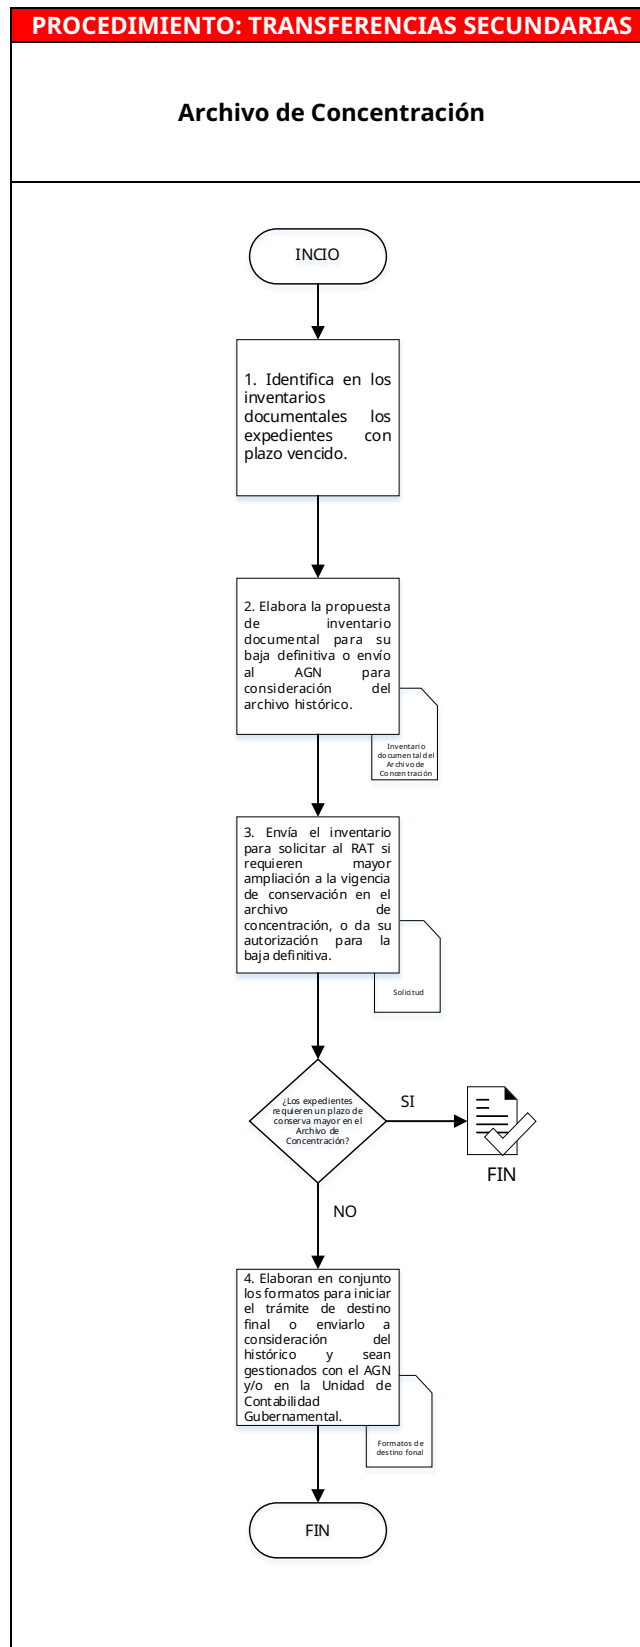 PROCEDIMIENTO: TRANSFERENCIAS SECUNDARIAS
Archivo de Concentración
INCIO
1. Identifica en los
inventarios
documentales los
expedientes con
plazo vencido.
2. Elabora la propuesta
de inventario
documental para su
baja definitiva o envío
al AGN para
consideración del
archivo histórico.
Inventario
documental del
Archivo de
Concentración
3. Envía el inventario
para solicitar al RAT si
requieren mayor
ampliación a la vigencia
de conservación en el
archivo de
concentración, o da su
autorización para la
baja definitiva.
Solicitud
¿Los expedientes
requieren un plazo de
conserva mayor en el
Archivo de
Concentración?
SI
FIN
NO
4. Elaboran en conjunto
los formatos para iniciar
el trámite de destino
final o enviarlo a
consideración del
histórico y sean
gestionados con el AGN
y/o en la Unidad de
Contabilidad
Gubernamental.
Formatos de
destino fonal
FIN